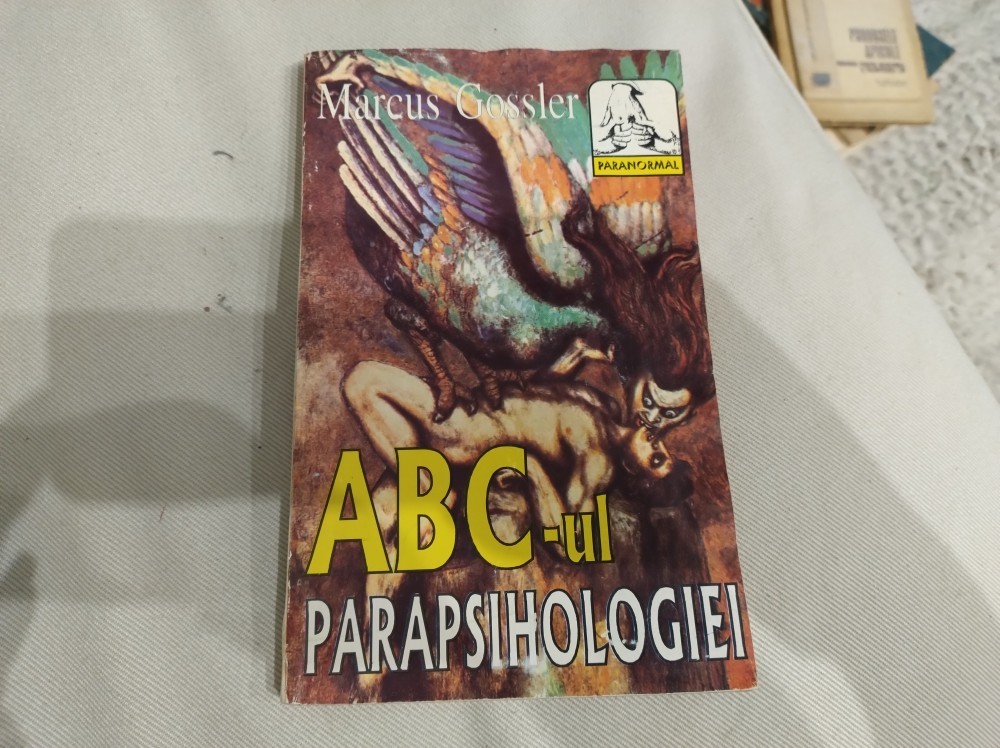 Marcus Gossler
PARANORMAL
ABC-ul
PARAPSIHOLOGIEI